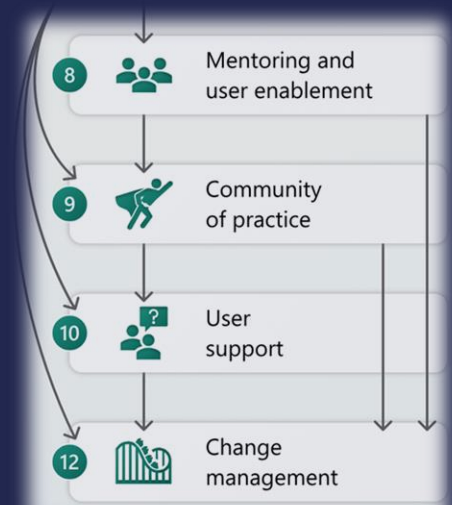 8
Mentoring and
user enablement
9
Community
of practice
?
10
User
support
12
Change
management